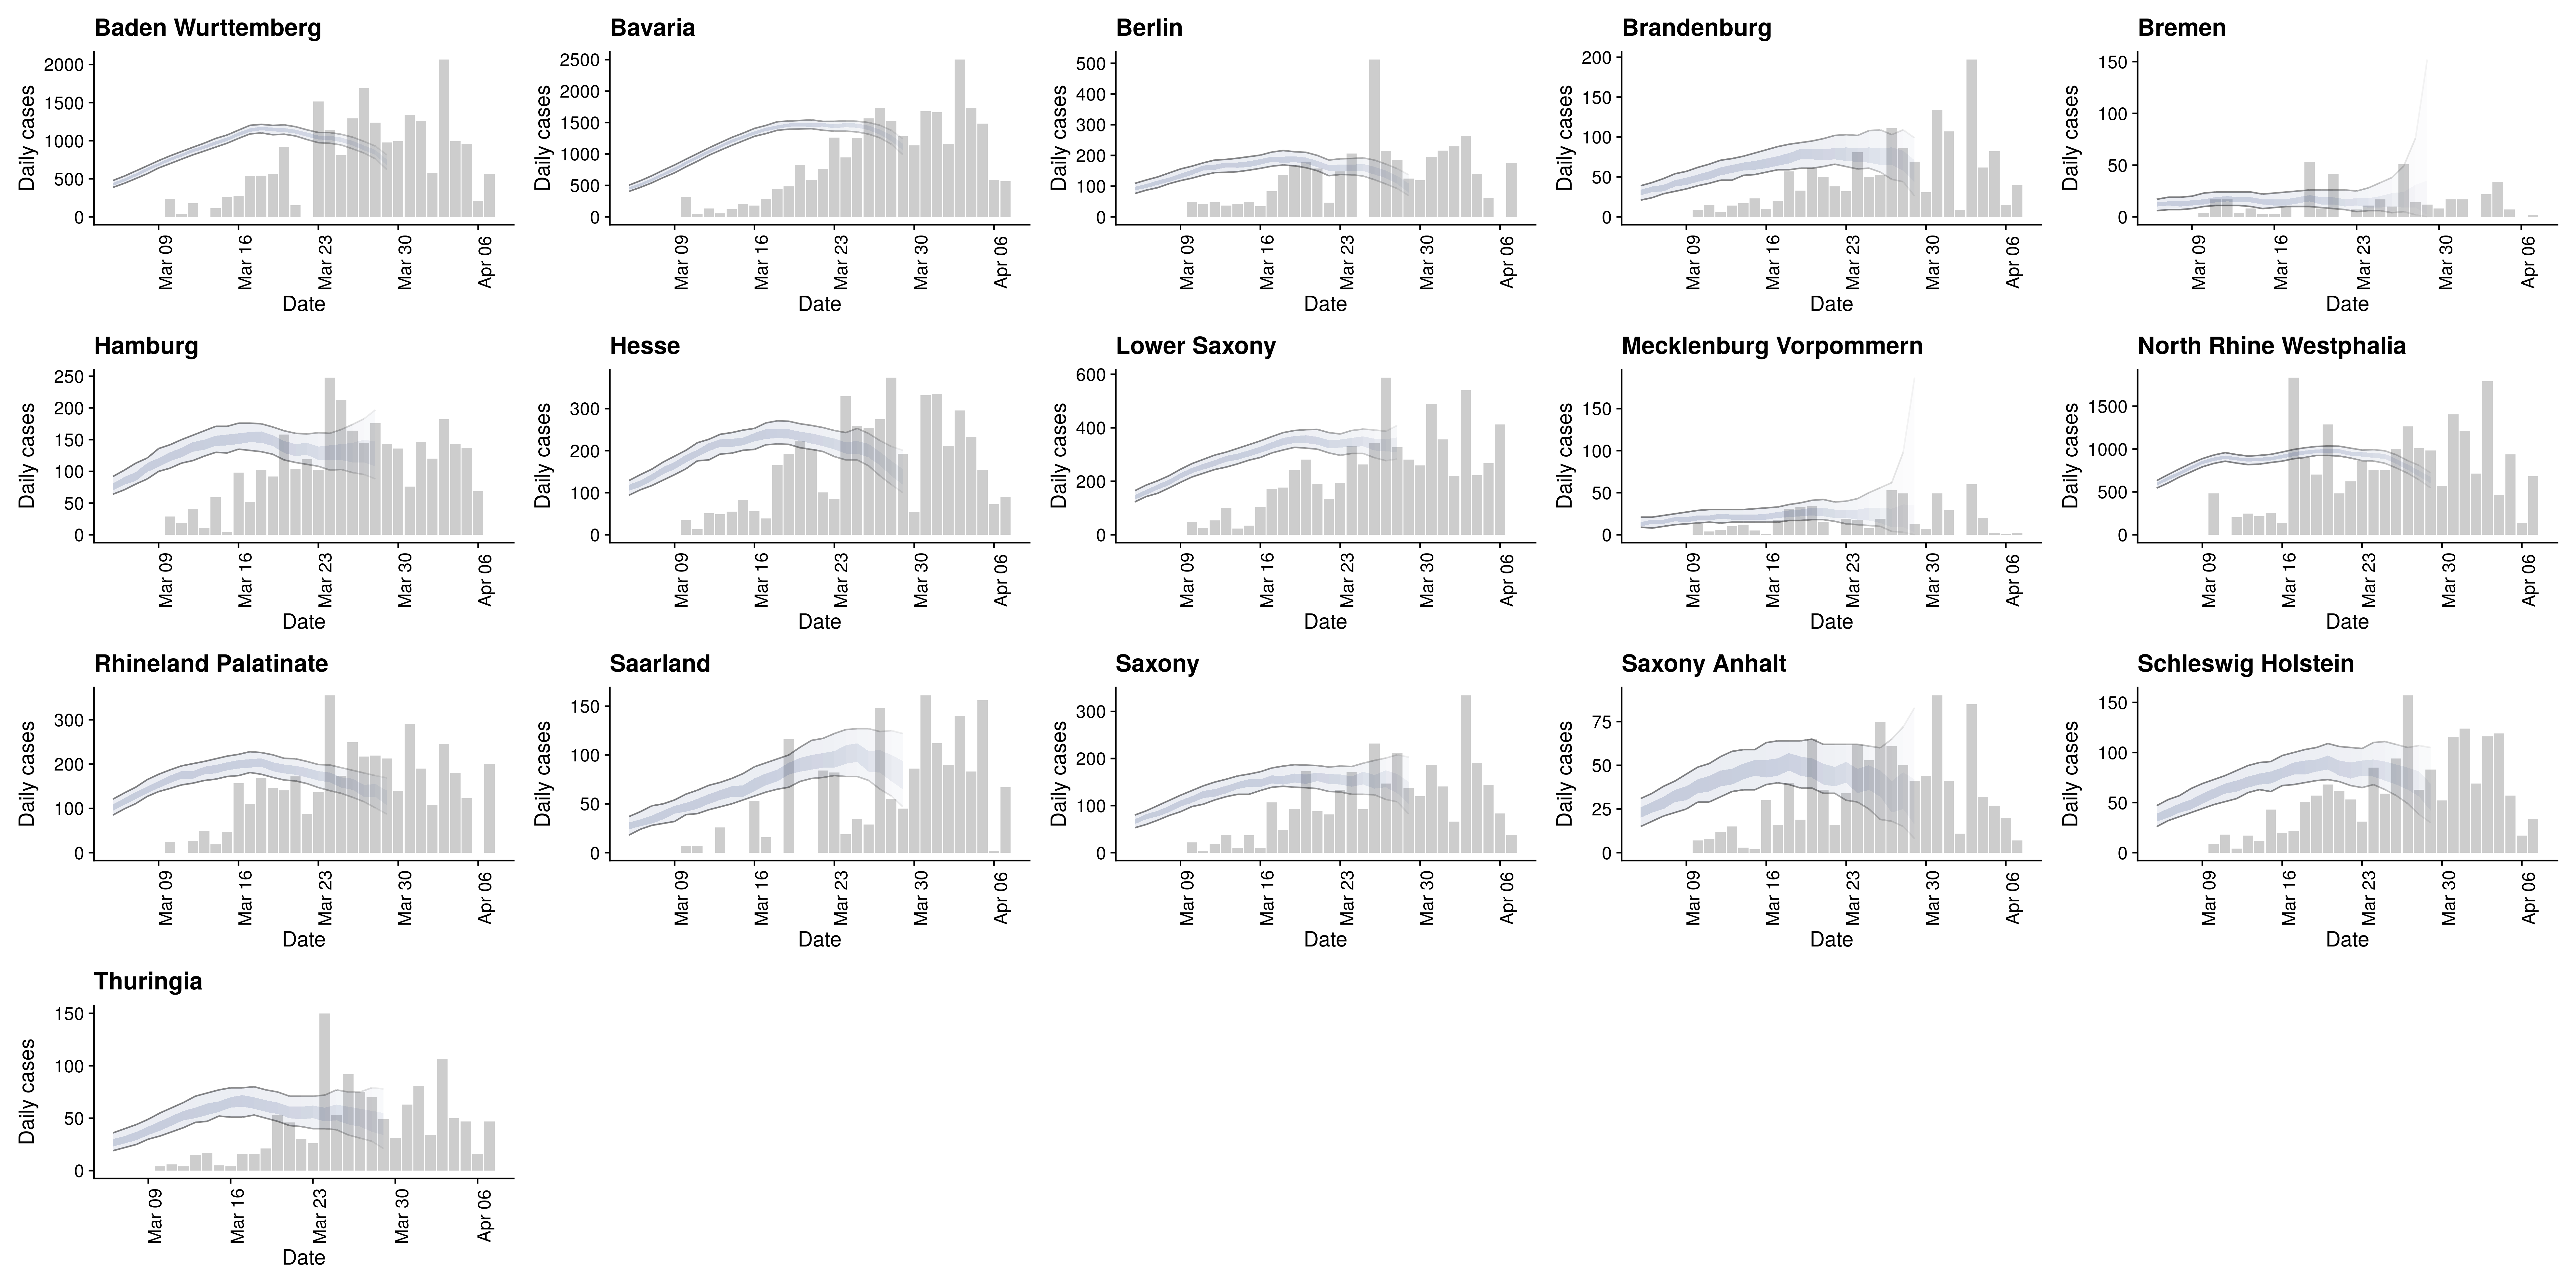 Baden Wurttemberg
Daily cases
2000
1500
1000
500
0
Mar 09
Mar 16
Mar 23
Mar 30
Apr 06
Date
Bavaria
Daily cases
2500
2000
1500
1000
500
0
Mar 09
Mar 16
Mar 23
Mar 30
Apr 06
Date
Berlin
Daily cases
500
400
300
200
100
0
Mar 09
Mar 16
Mar 23
Mar 30
Apr 06
Date
Brandenburg
Daily cases
200
150
100
50
0
Mar 09
Mar 16
Mar 23
Mar 30
Apr 06
Date
Bremen
Daily cases
150
100
50
0
Mar 09
Mar 16
Mar 23
Mar 30
Apr 06
Date
Hamburg
Daily cases
250
200
150
100
50
0
Mar 09
Mar 16
Mar 23
Mar 30
Apr 06
Date
Hesse
Daily cases
300
200
100
0
Mar 09
Mar 16
Mar 23
Mar 30
Apr 06
Date
Lower Saxony
Daily cases
600
400
200
0
Mar 09
Mar 16
Mar 23
Mar 30
Apr 06
Date
Mecklenburg Vorpommern
Daily cases
150
100
50
0
Mar 09
Mar 16
Mar 23
Mar 30
Apr 06
Date
North Rhine Westphalia
Daily cases
1500
1000
500
0
Mar 09
Mar 16
Mar 23
Mar 30
Apr 06
Date
Rhineland Palatinate
Daily cases
300
200
100
0
Mar 09
Mar 16
Mar 23
Mar 30
Apr 06
Date
Saarland
Daily cases
150
100
50
0
Mar 09
Mar 16
Mar 23
Mar 30
Apr 06
Date
Saxony
Daily cases
300
200
100
0
Mar 09
Mar 16
Mar 23
Mar 30
Apr 06
Date
Saxony Anhalt
Daily cases
75
50
25
0
Mar 09
Mar 16
Mar 23
Mar 30
Apr 06
Date
Schleswig Holstein
Daily cases
150
100
50
0
Mar 09
Mar 16
Mar 23
Mar 30
Apr 06
Date
Thuringia
Daily cases
150
100
50
0
Mar 09
Mar 16
Mar 23
Mar 30
Apr 06
Date